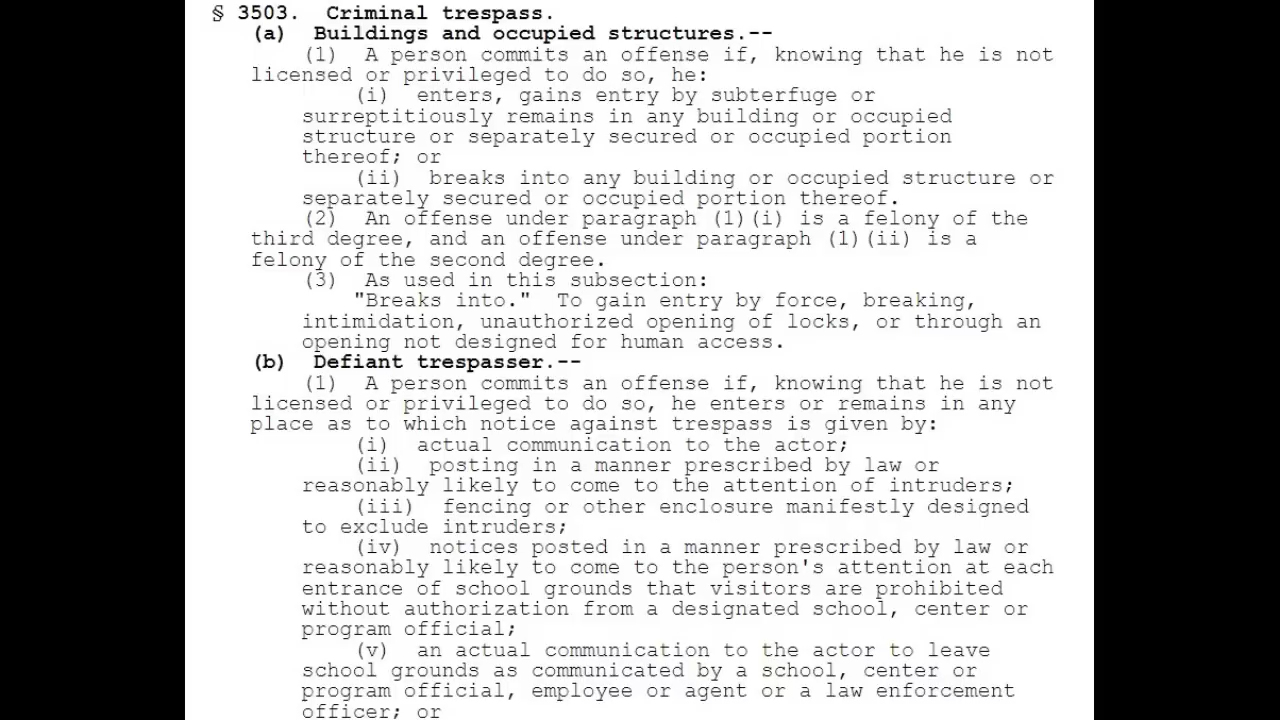 § 3503. Criminal trespass.
(a) Buildings and occupied structures.--
(1) A person commits an offense if, knowing that he is not
licensed or privileged to do so, he:
(i) enters, gains entry by subterfuge or
surreptitiously remains in any building or occupied
structure or separately secured or occupied portion
thereof; or
(ii) breaks into any building or occupied structure or
separately secured or occupied portion thereof.
(2) An offense under paragraph (1)(i) is a felony of the
third degree, and an offense under paragraph (1)(ii) is a
felony of the second degree.
(3) As used in this subsection:
"Breaks into." To gain entry by force, breaking,
intimidation, unauthorized opening of locks, or through an
opening not designed for human access.
(b) Defiant trespasser.--
(1) A person commits an offense if, knowing that he is not
licensed or privileged to do so, he enters or remains in any
place as to which notice against trespass is given by:
(i) actual communication to the actor;
(ii) posting in a manner prescribed by law or
reasonably likely to come to the attention of intruders;
(iii) fencing or other enclosure manifestly designed
to exclude intruders;
(iv) notices posted in a manner prescribed by law or
reasonably likely to come to the person's attention at each
entrance of school grounds that visitors are prohibited
without authorization from a designated school, center or
program official;
(v) an actual communication to the actor to leave
school grounds as communicated by a school, center or
program official, employee or agent or a law enforcement
officer; or